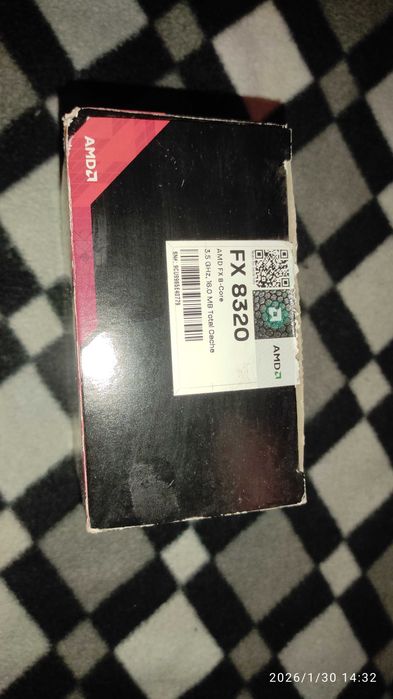 AMD
FX 8320
AMD FX 8-Core
3.5 GHz, 16.0 MB Total Cache
AMD
2026/1/30 14:32